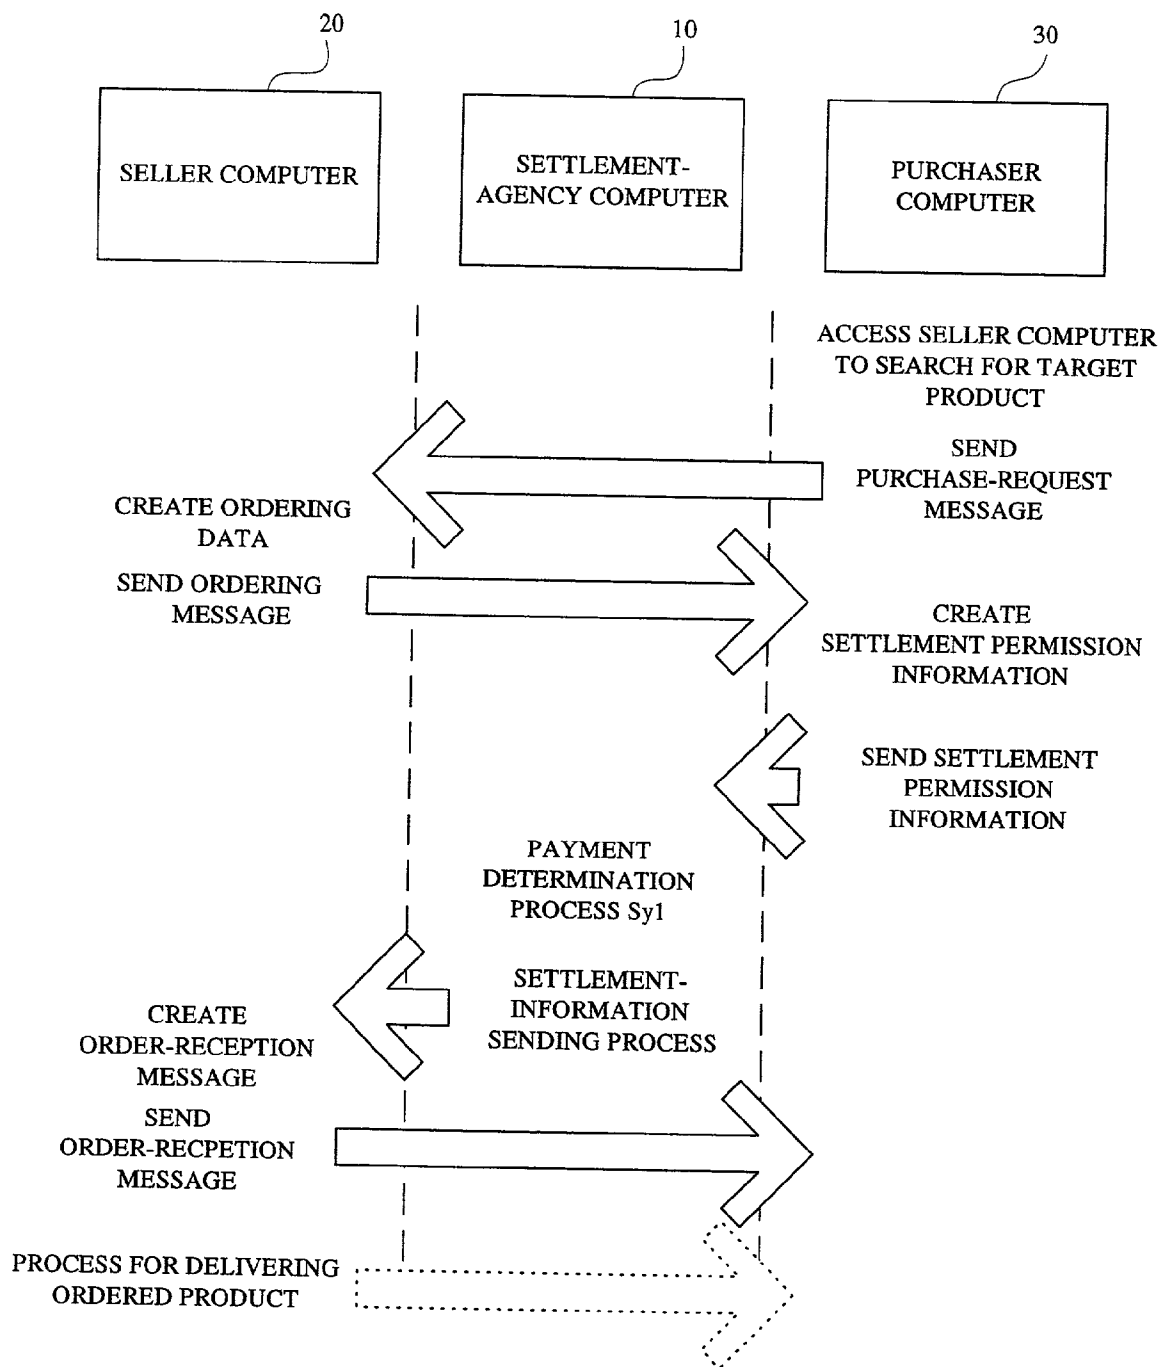 20
10
30
SELLER COMPUTER
SETTLEMENT-
AGENCY COMPUTER
PURCHASER
COMPUTER
ACCESS SELLER COMPUTER
TO SEARCH FOR TARGET
PRODUCT
SEND
PURCHASE-REQUEST
MESSAGE
CREATE ORDERING
DATA
SEND ORDERING
MESSAGE
CREATE
SETTLEMENT PERMISSION
INFORMATION
SEND SETTLEMENT
PERMISSION
INFORMATION
PAYMENT
DETERMINATION
PROCESS Sy1
SETTLEMENT-
INFORMATION
SENDING PROCESS
CREATE
ORDER-RECEPTION
MESSAGE
SEND
ORDER-RECPETION
MESSAGE
PROCESS FOR DELIVERING
ORDERED PRODUCT